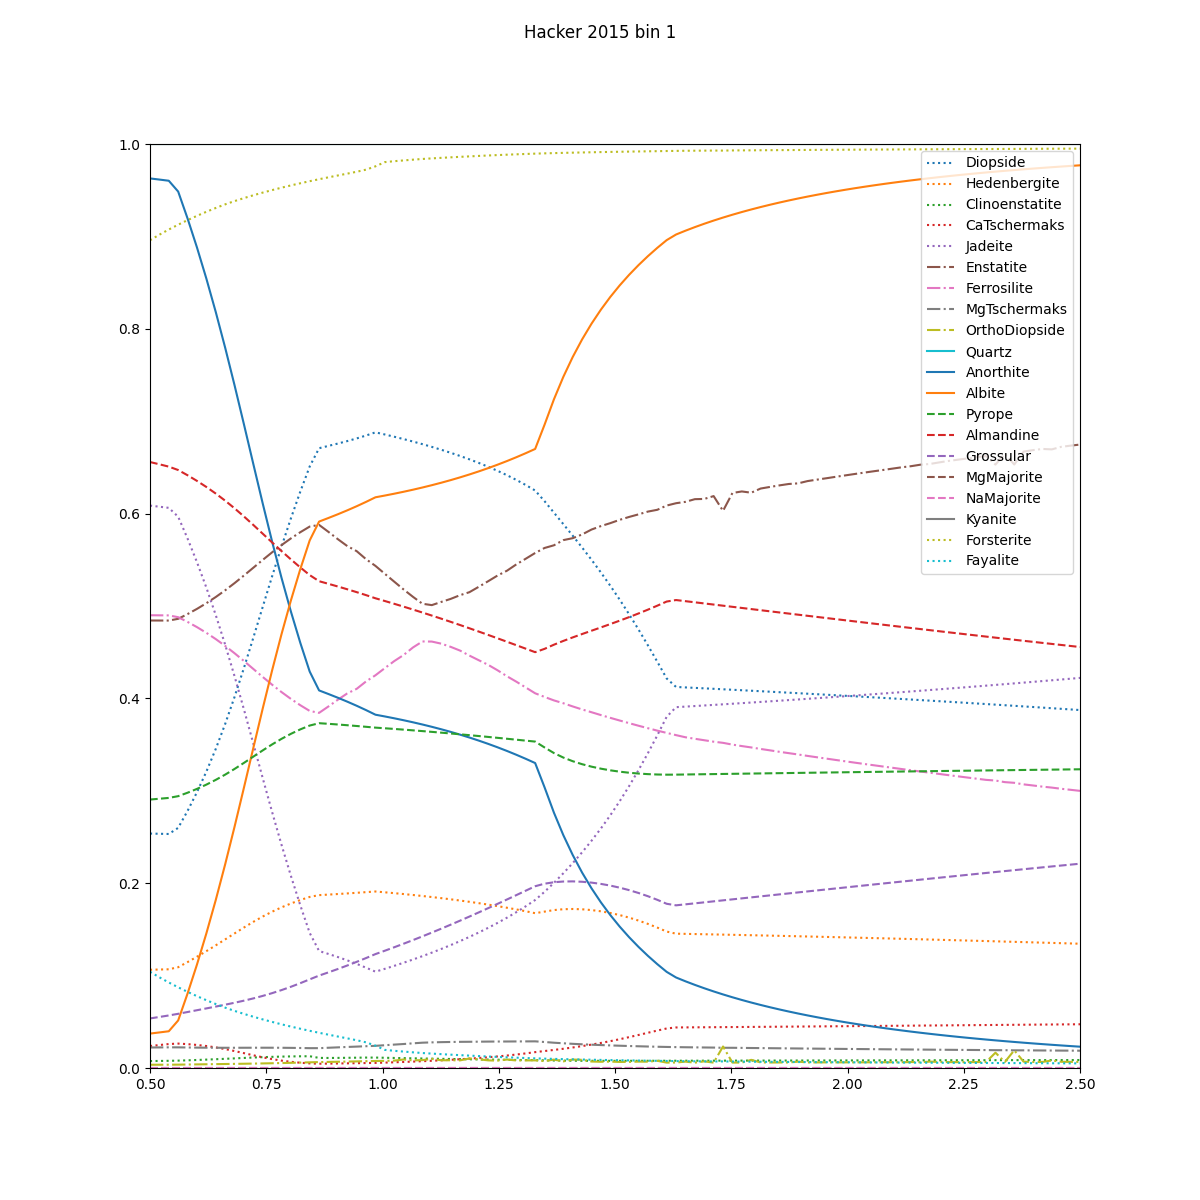 Hacker 2015 bin 1
1.0
0.8
0.6
0.4
0.2
0.0
0.50
0.75
1.00
1.25
1.50
1.75
2.00
2.25
2.50
Diopside
Hedenbergite
Clinoenstatite
CaTschermaks
Jadeite
Enstatite
Ferrosilite
MgTschermaks
OrthoDiopside
Quartz
Anorthite
Albite
Pyrope
Almandine
Grossular
MgMajorite
NaMajorite
Kyanite
Forsterite
Fayalite